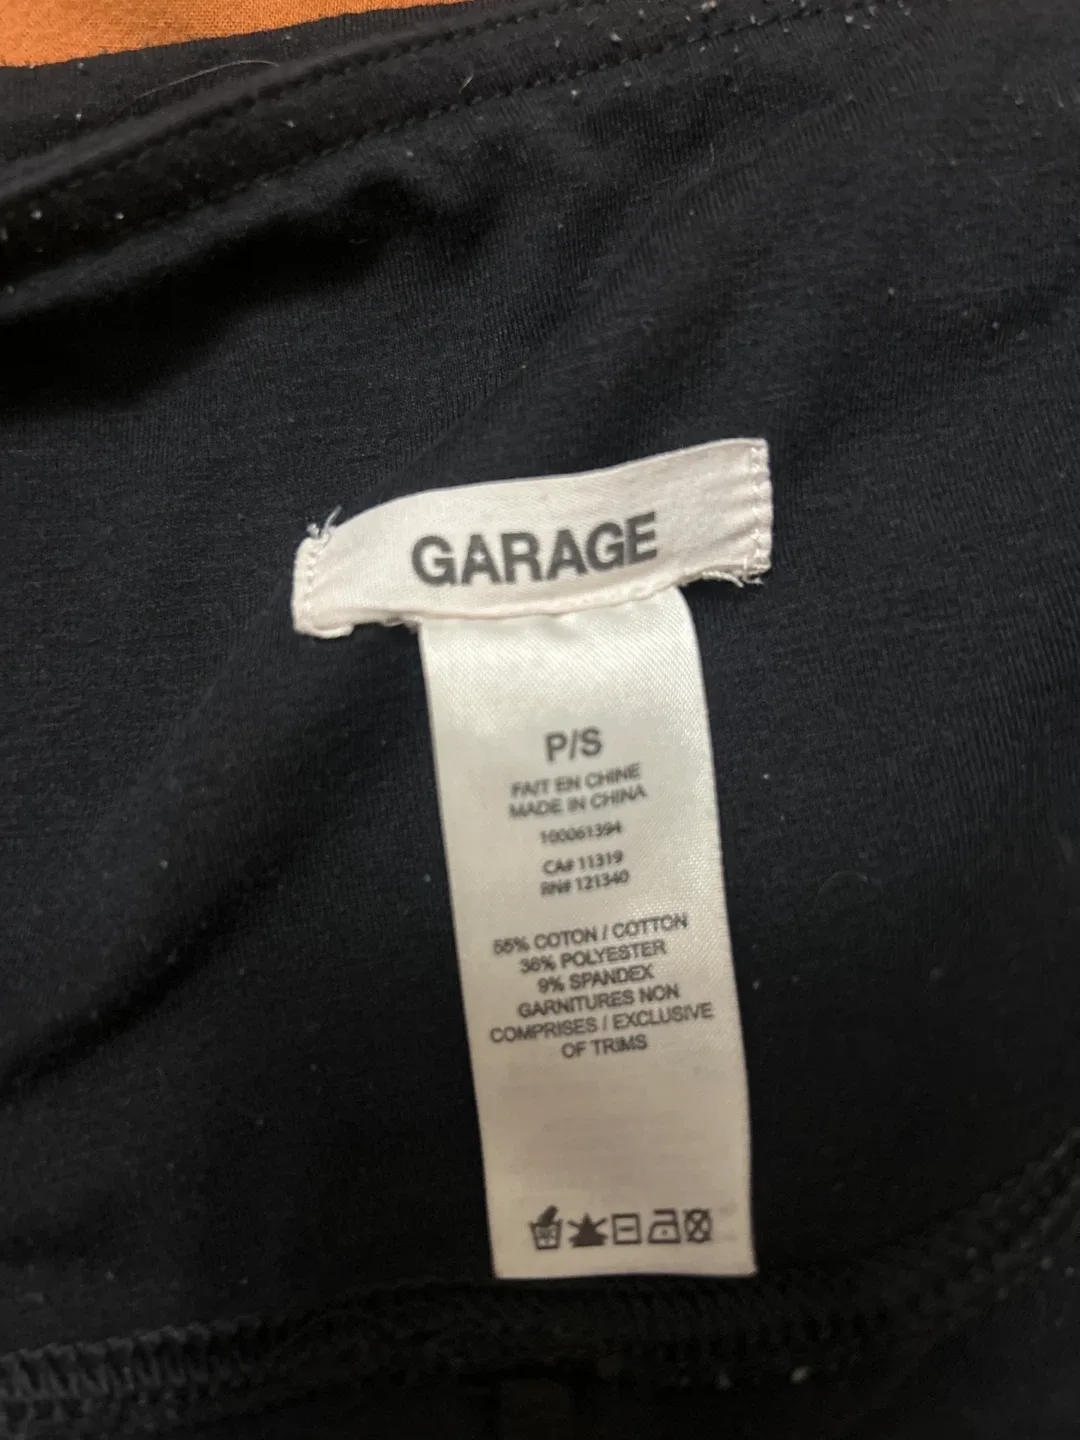 GARAGE
P/S
FAIT EN CHINE
MADE IN CHINA
100061394
CA# 11319
RN# 121340
55% COTON / COTTON
36% POLYESTER
9% SPANDEX
GARNITURES NON
COMPRISES / EXCLUSIVE
OF TRIMS